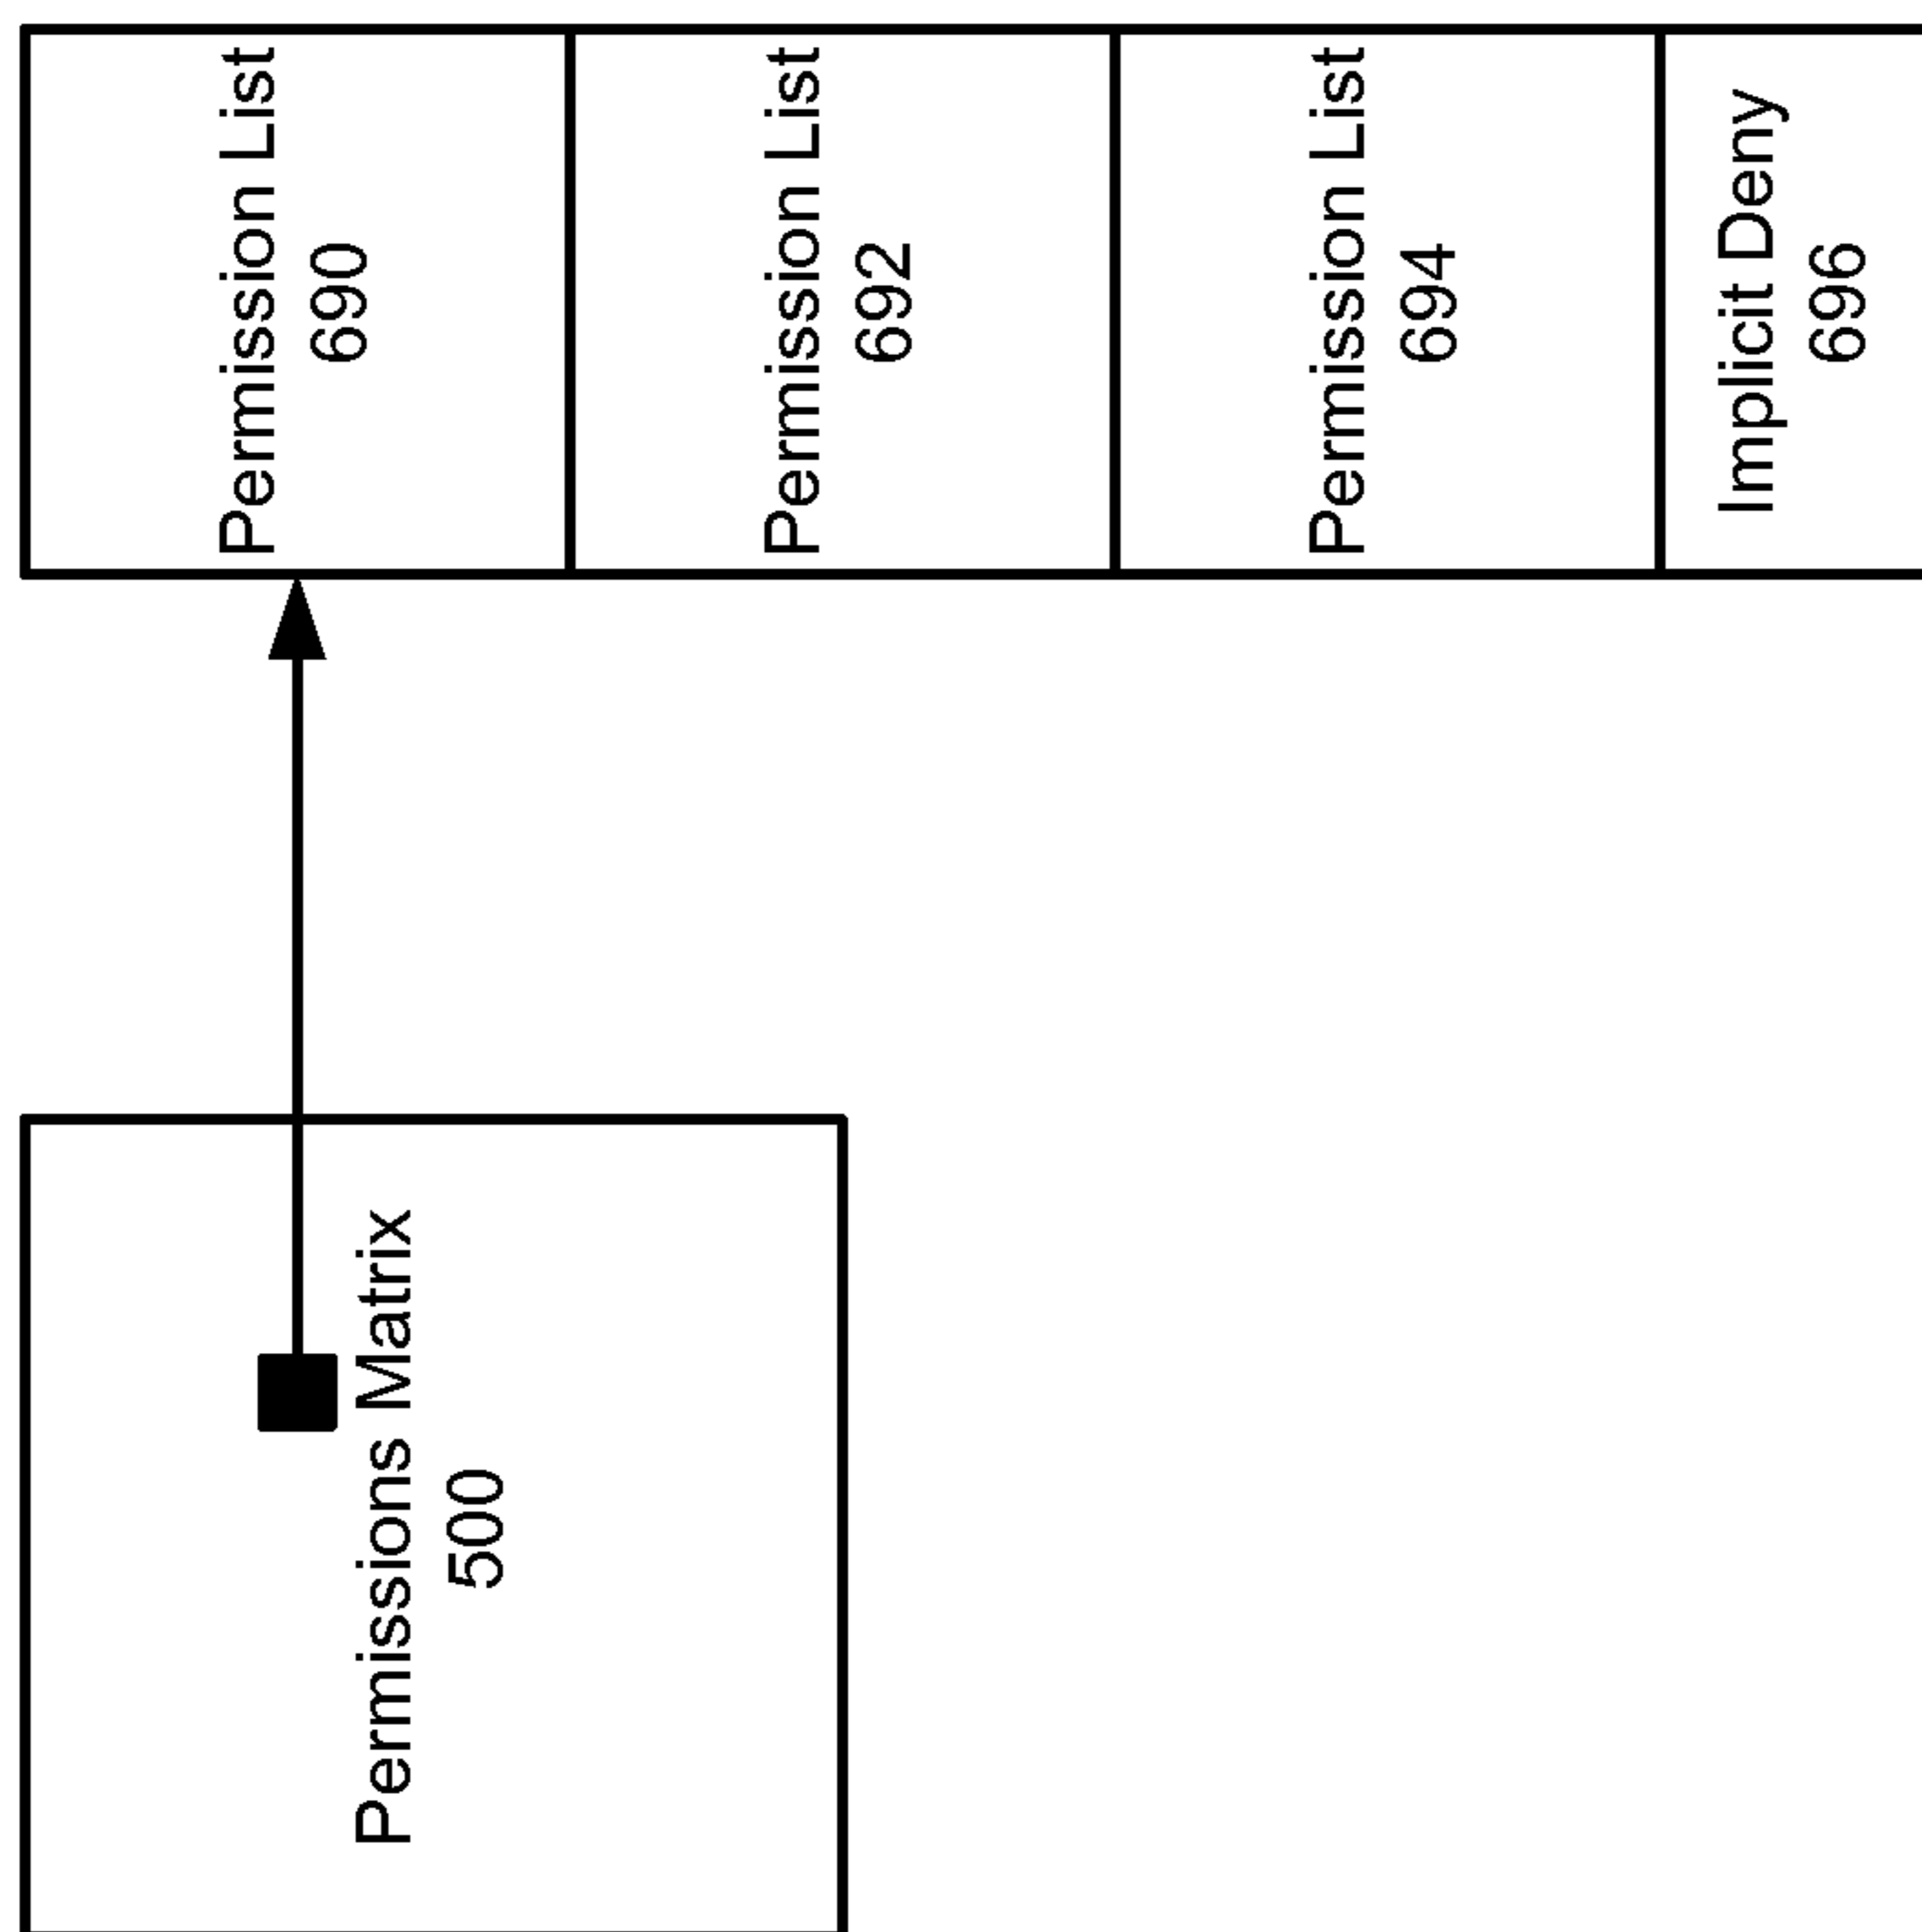 Permissions Matrix
500
Permission List
690
Permission List
692
Permission List
694
Implicit Deny
696